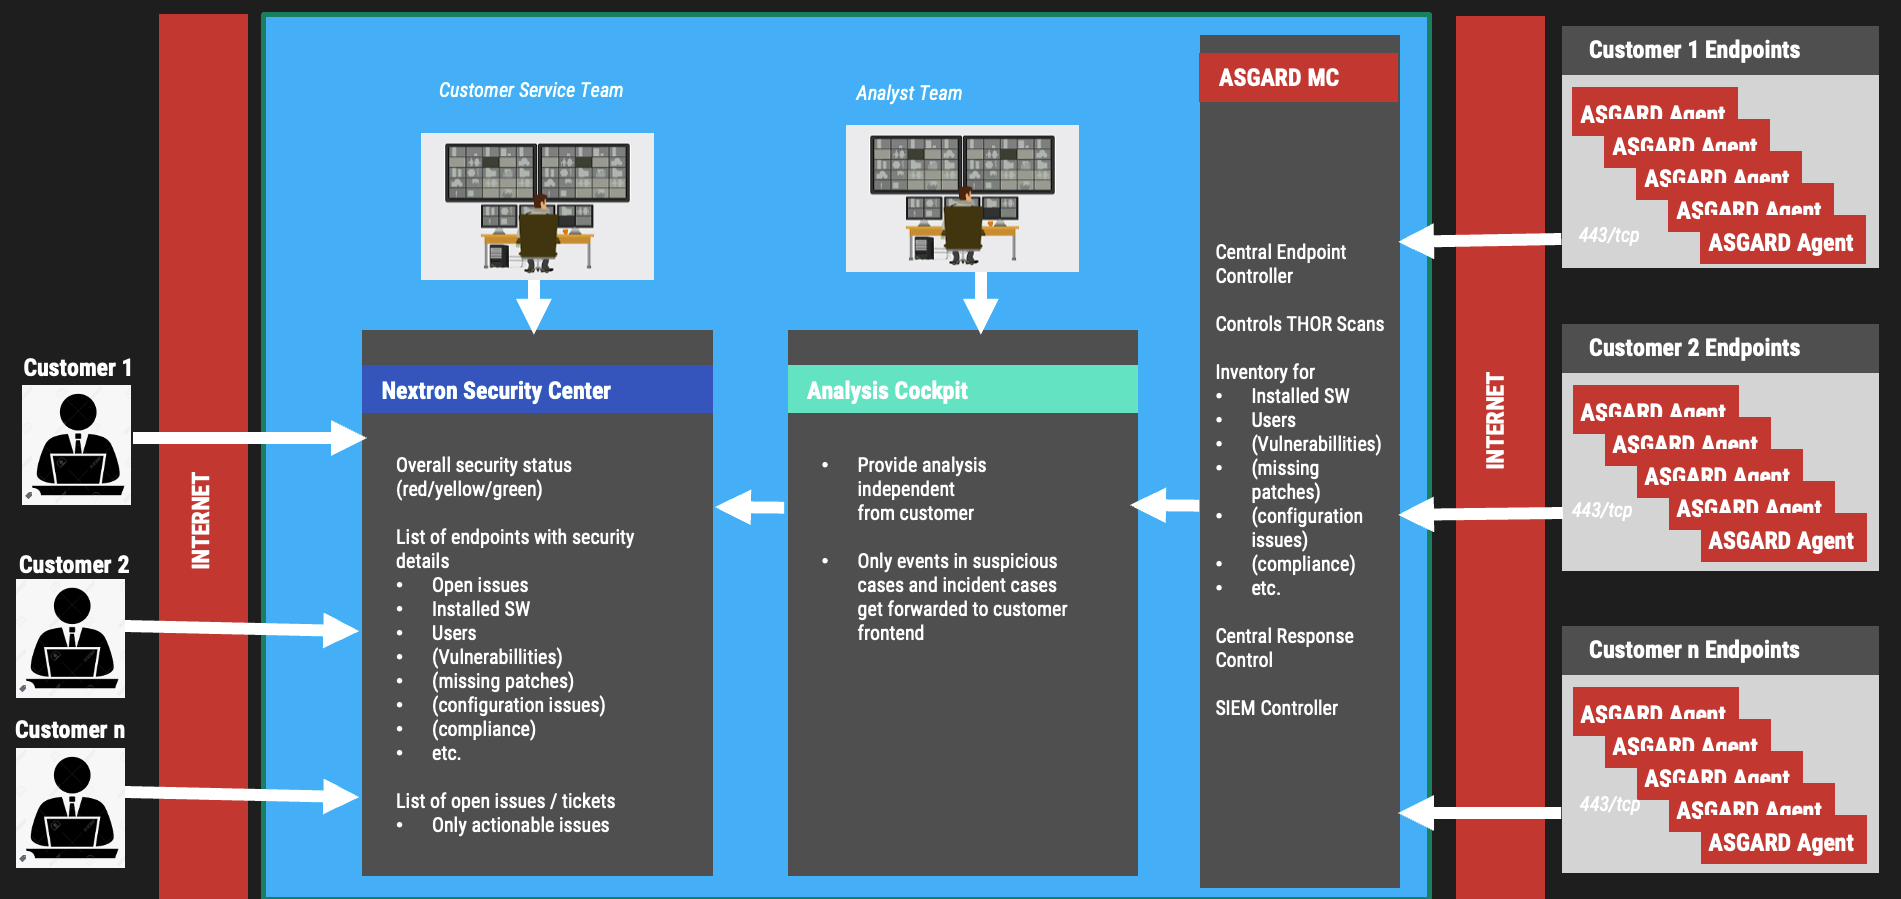 Customer 1
Customer 2
Customer n
INTERNET
Customer Service Team
Nextron Security Center
Overall security status
(red/yellow/green)
List of endpoints with security
details
• Open issues
• Installed SW
• Users
• (Vulnerabillities)
• (missing patches)
• (configuration issues)
• (compliance)
• etc.
List of open issues / tickets
• Only actionable issues
Analyst Team
Analysis Cockpit
• Provide analysis
independent
from customer
• Only events in suspicious
cases and incident cases
get forwarded to customer
frontend
ASGARD MC
Central Endpoint
Controller
Controls THOR Scans
Inventory for
• Installed SW
• Users
• (Vulnerabillities)
• (missing
patches)
• (configuration
issues)
• (compliance)
• etc.
Central Response
Control
SIEM Controller
INTERNET
Customer 1 Endpoints
ASGARD Agent
ASGARD Agent
ASGARD Agent
ASGARD Agent
443/tcp
ASGARD Agent
Customer 2 Endpoints
ASGARD Agent
ASGARD Agent
ASGARD Agent
ASGARD Agent
443/tcp
ASGARD Agent
Customer n Endpoints
ASGARD Agent
ASGARD Agent
ASGARD Agent
ASGARD Agent
443/tcp
ASGARD Agent